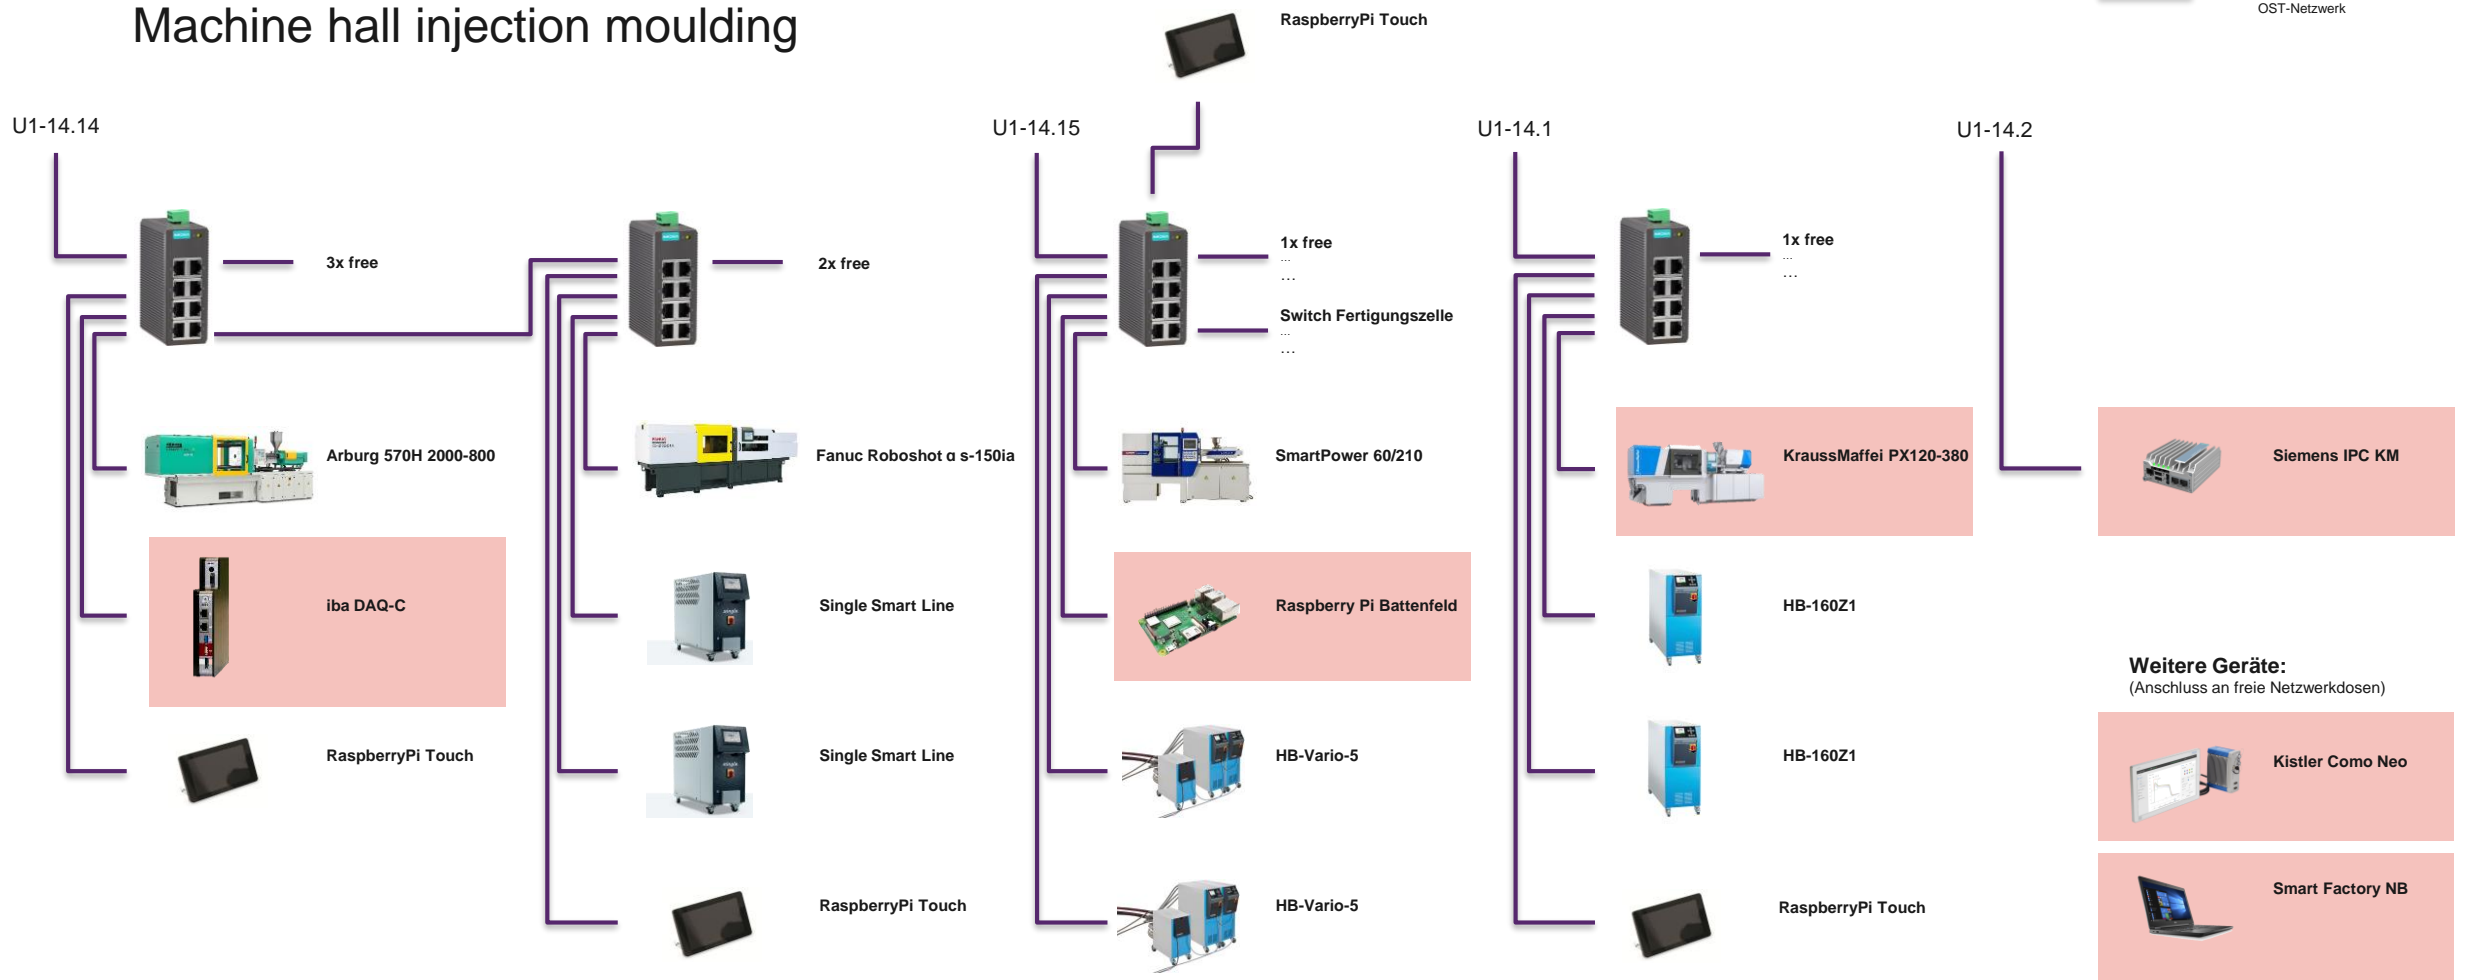 Machine hall injection moulding
RaspberryPi Touch
OST-Netzwerk
U1-14.14
U1-14.15
U1-14.1
U1-14.2
3x free
2x free
1x free
...
...
Switch Fertigungszelle
...
...
1x free
...
...
Arburg 570H 2000-800
Fanuc Roboshot α s-150ia
SmartPower 60/210
KraussMaffei PX120-380
Siemens IPC KM
iba DAQ-C
Single Smart Line
Raspberry Pi Battenfeld
HB-160Z1
Weitere Geräte:
(Anschluss an freie Netzwerkdosen)
RaspberryPi Touch
Single Smart Line
HB-Vario-5
HB-160Z1
Kistler Como Neo
RaspberryPi Touch
HB-Vario-5
RaspberryPi Touch
Smart Factory NB